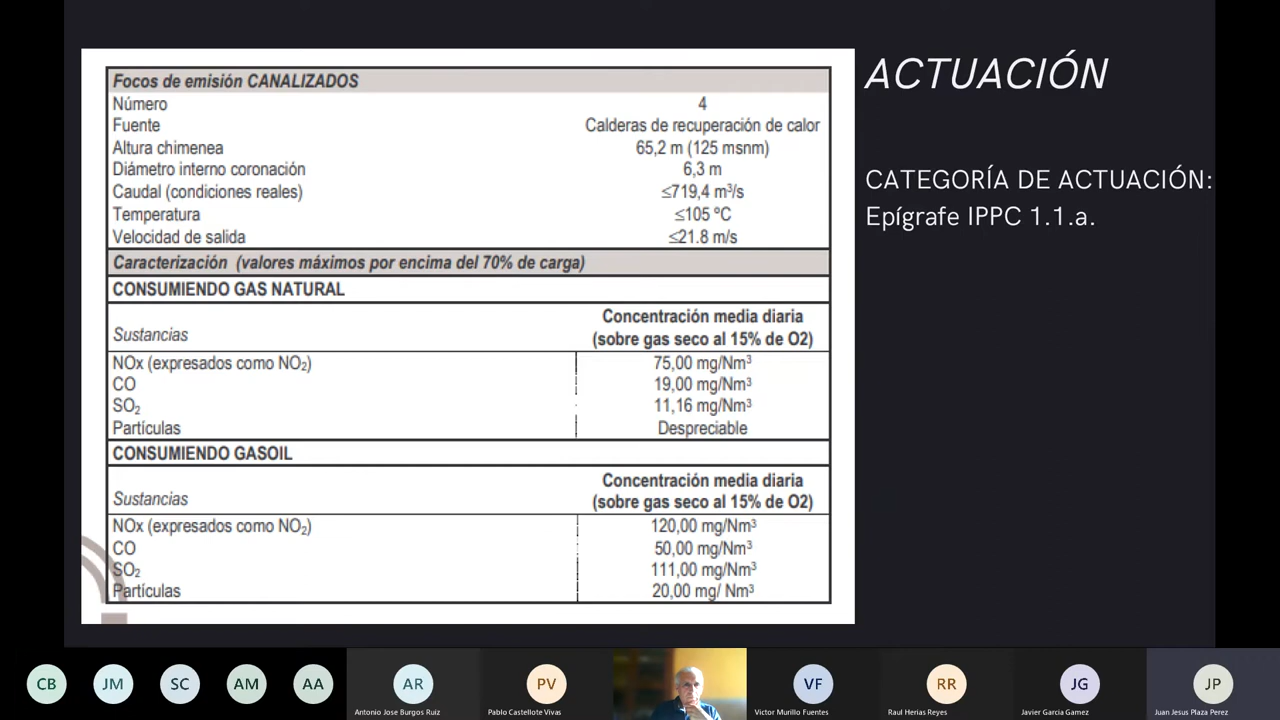 Focos de emisión CANALIZADOS
Número 4
Fuente Calderas de recuperación de calor
Altura chimenea 65,2 m (125 msnm)
Diámetro interno coronación 6,3 m
Caudal (condiciones reales) ≤719,4 m³/s
Temperatura ≤105 ºC
Velocidad de salida ≤21.8 m/s
Caracterización (valores máximos por encima del 70% de carga)
CONSUMIENDO GAS NATURAL
Sustancias Concentración media diaria
(sobre gas seco al 15% de O2)
NOx (expresados como NO₂) 75,00 mg/Nm³
CO 19,00 mg/Nm³
SO₂ 11,16 mg/Nm³
Partículas Despreciable
CONSUMIENDO GASOIL
Sustancias Concentración media diaria
(sobre gas seco al 15% de O2)
NOx (expresados como NO₂) 120,00 mg/Nm³
CO 50,00 mg/Nm³
SO₂ 111,00 mg/Nm³
Partículas 20,00 mg/ Nm³
ACTUACIÓN
CATEGORÍA DE ACTUACIÓN:
Epígrafe IPPC 1.1.a.
CB JM SC AM AA AR PV VF RR JG JP
Antonio Jose Burgos Ruiz Pablo Castellote Vivas Victor Murillo Fuentes Raul Herias Reyes Javier Garcia Gamez Juan Jesus Plaza Perez